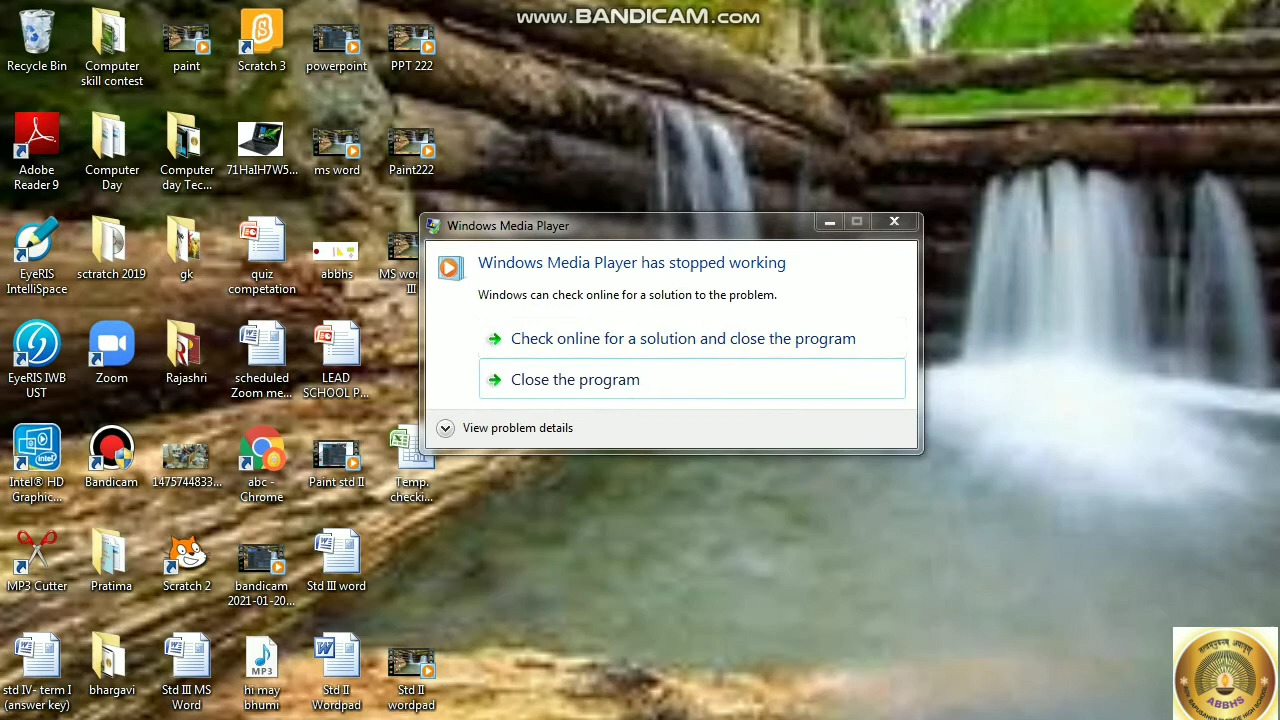 www.BANDICAM.com
Recycle Bin
Computer
skill contest
paint
Scratch 3
powerpoint
PPT 222
Adobe
Reader 9
Computer
Day
Computer
day Tec...
71HaIH7W5...
ms word
Paint222
EyeRIS
IntelliSpace
sctratch 2019
gk
quiz
competation
abbhs
MS wor
III
EyeRIS IWB
UST
Zoom
Rajashri
scheduled
Zoom me...
LEAD
SCHOOL P...
Intel® HD
Graphic...
Bandicam
1475744833...
abc -
Chrome
Paint std II
Temp.
checki...
MP3 Cutter
Pratima
Scratch 2
bandicam
2021-01-20...
Std III word
std IV- term I
(answer key)
bhargavi
Std III MS
Word
MP3
hi may
bhumi
Std II
Wordpad
Std II
wordpad
Windows Media Player
Windows Media Player has stopped working
Windows can check online for a solution to the problem.
Check online for a solution and close the program
Close the program
View problem details
ABBHS